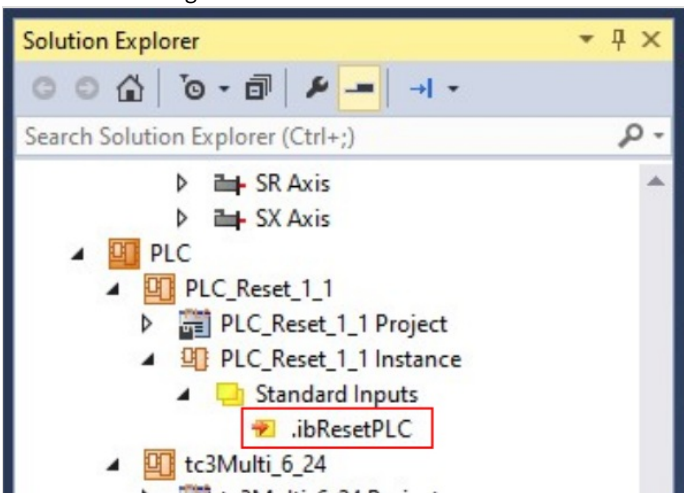 Solution Explorer
Search Solution Explorer (Ctrl+;)
SR Axis
SX Axis
PLC
PLC_Reset_1_1
PLC_Reset_1_1 Project
PLC_Reset_1_1 Instance
Standard Inputs
.ibResetPLC
tc3Multi_6_24